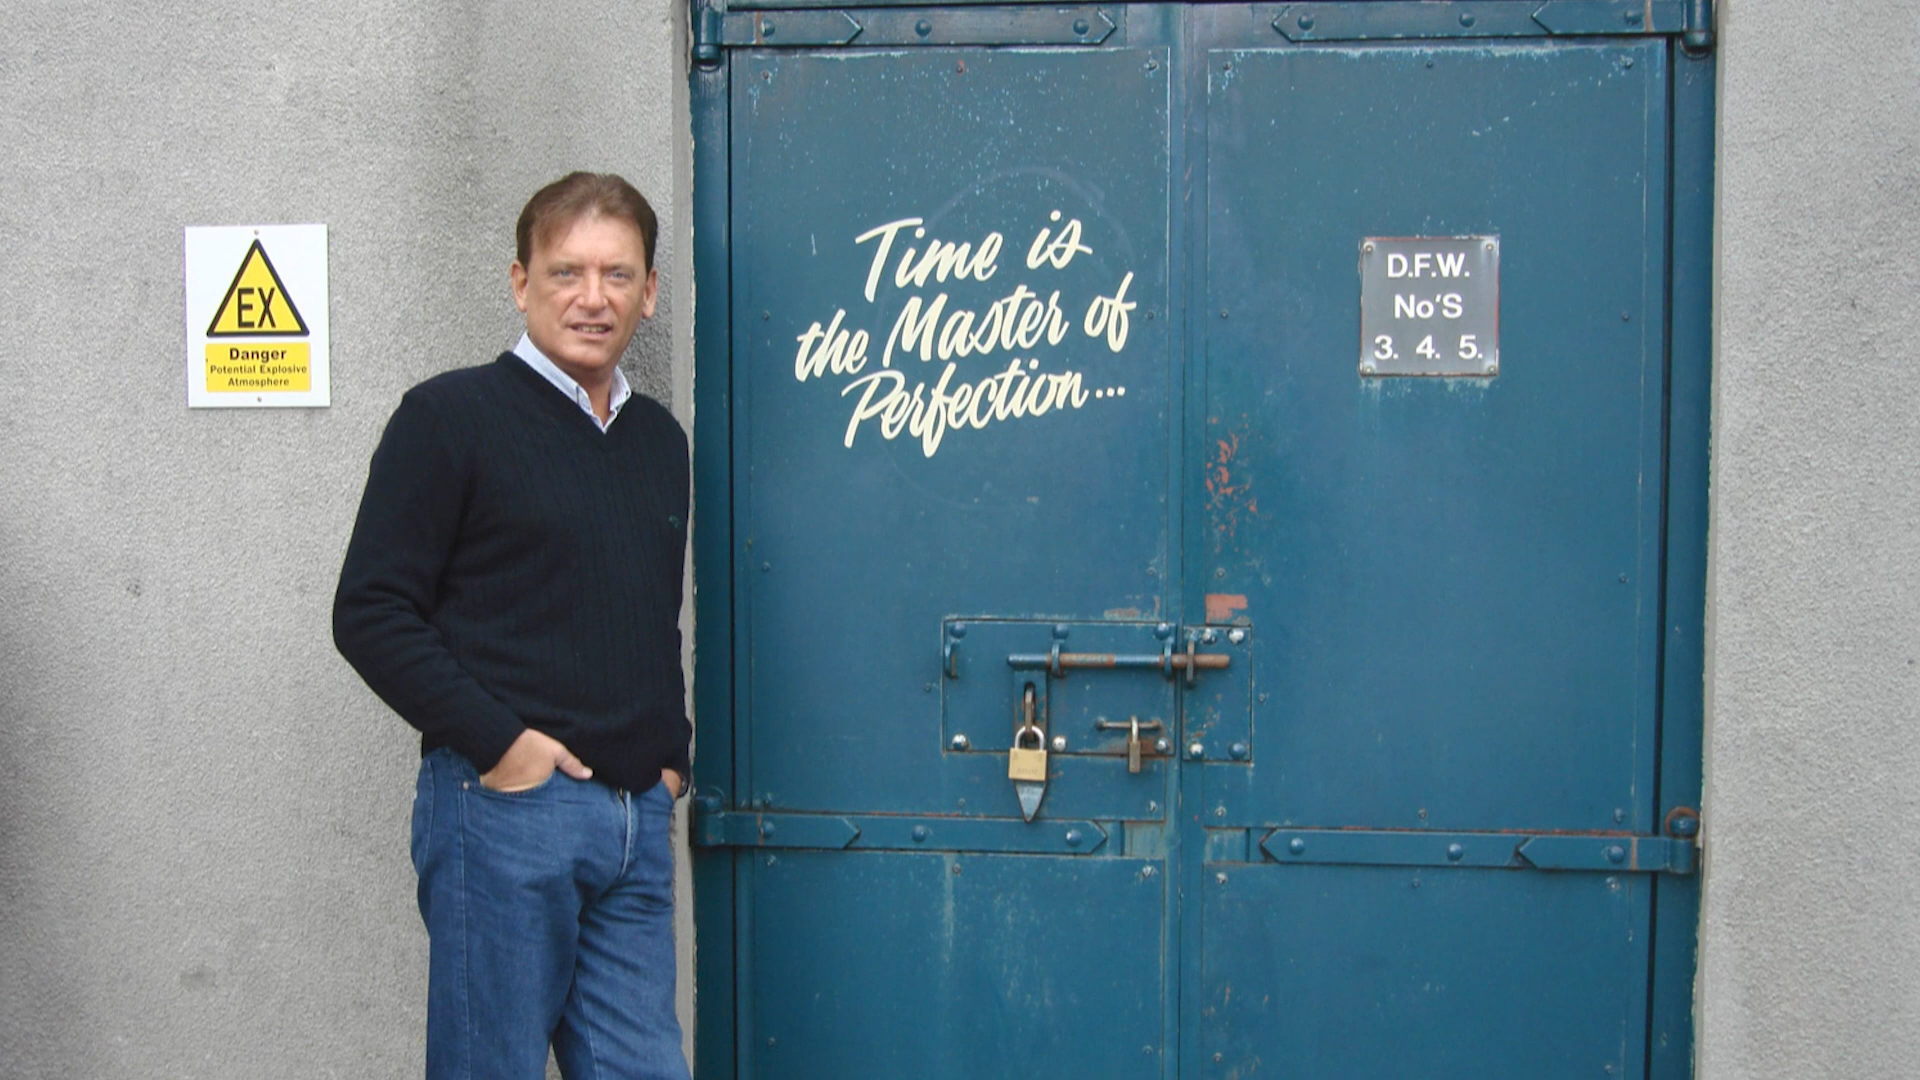 EX
Danger
Potential Explosive
Atmosphere
Time is
the Master of
Perfection...
D.F.W.
No'S
3. 4. 5.